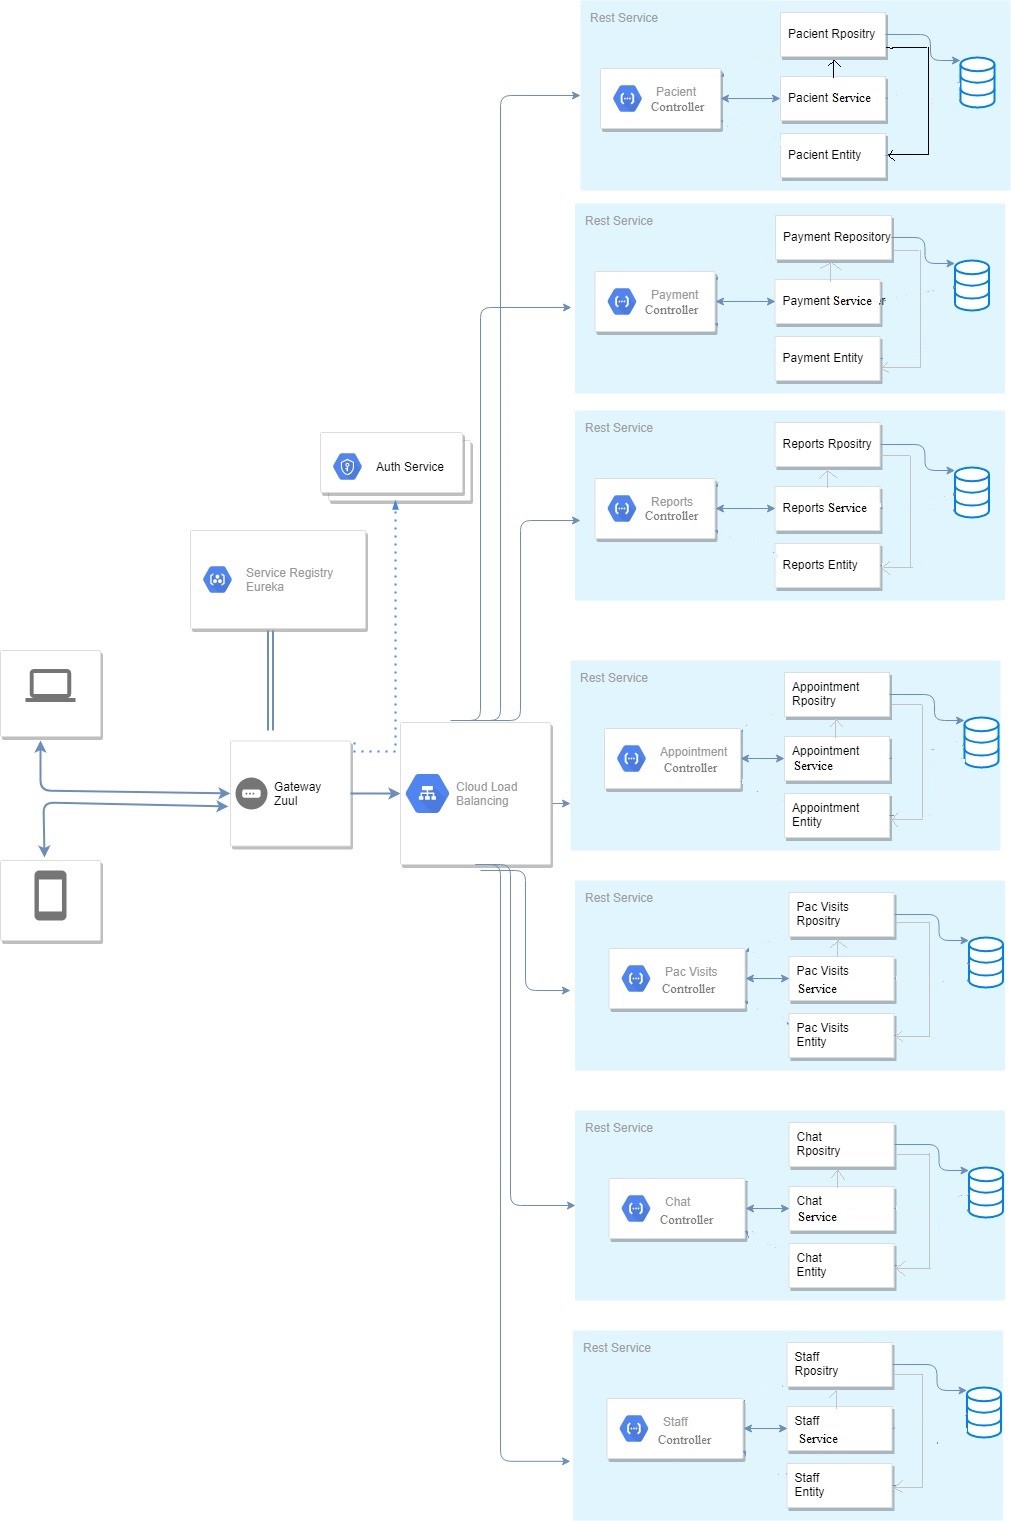 Rest Service
Pacient Rpositry
Pacient
Controller
Pacient Service
Pacient Entity
Rest Service
Payment Repository
Payment
Controller
Payment Service
Payment Entity
Rest Service
Reports Rpositry
Reports
Controller
Reports Service
Reports Entity
Auth Service
Service Registry
Eureka
Gateway
Zuul
Cloud Load
Balancing
Rest Service
Appointment
Rpositry
Appointment
Controller
Appointment
Service
Appointment
Entity
Rest Service
Pac Visits
Rpositry
Pac Visits
Controller
Pac Visits
Service
Pac Visits
Entity
Rest Service
Chat
Rpositry
Chat
Controller
Chat
Service
Chat
Entity
Rest Service
Staff
Rpositry
Staff
Controller
Staff
Service
Staff
Entity